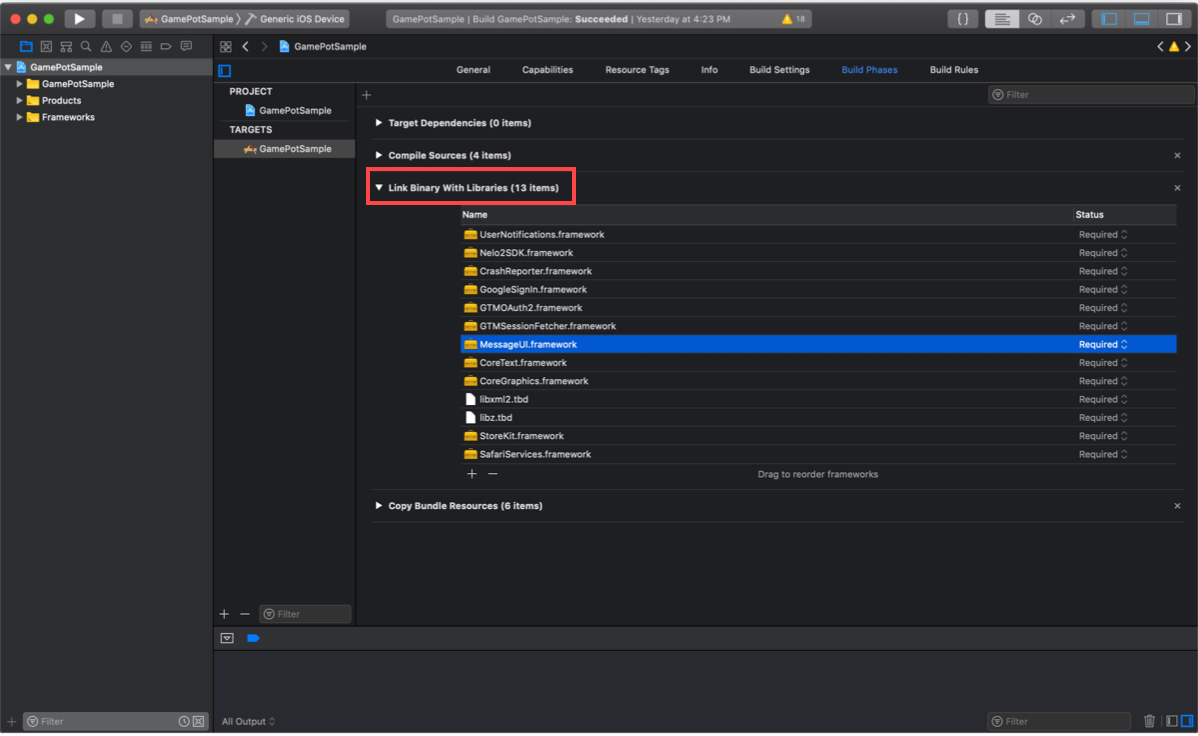 GamePotSample Generic iOS Device
GamePotSample | Build GamePotSample: Succeeded | Yesterday at 4:23 PM 18
{}
GamePotSample
GamePotSample
General Capabilities Resource Tags Info Build Settings Build Phases Build Rules
GamePotSample
Products
Frameworks
PROJECT
GamePotSample
TARGETS
GamePotSample
Filter
Target Dependencies (0 items)
Compile Sources (4 items)
Link Binary With Libraries (13 items)
Name Status
UserNotifications.framework Required
Nelo2SDK.framework Required
CrashReporter.framework Required
GoogleSignIn.framework Required
GTMOAuth2.framework Required
GTMSessionFetcher.framework Required
MessageUI.framework Required
CoreText.framework Required
CoreGraphics.framework Required
libxml2.tbd Required
libz.tbd Required
StoreKit.framework Required
SafariServices.framework Required
Drag to reorder frameworks
Copy Bundle Resources (6 items)
Filter
Filter
All Output
Filter